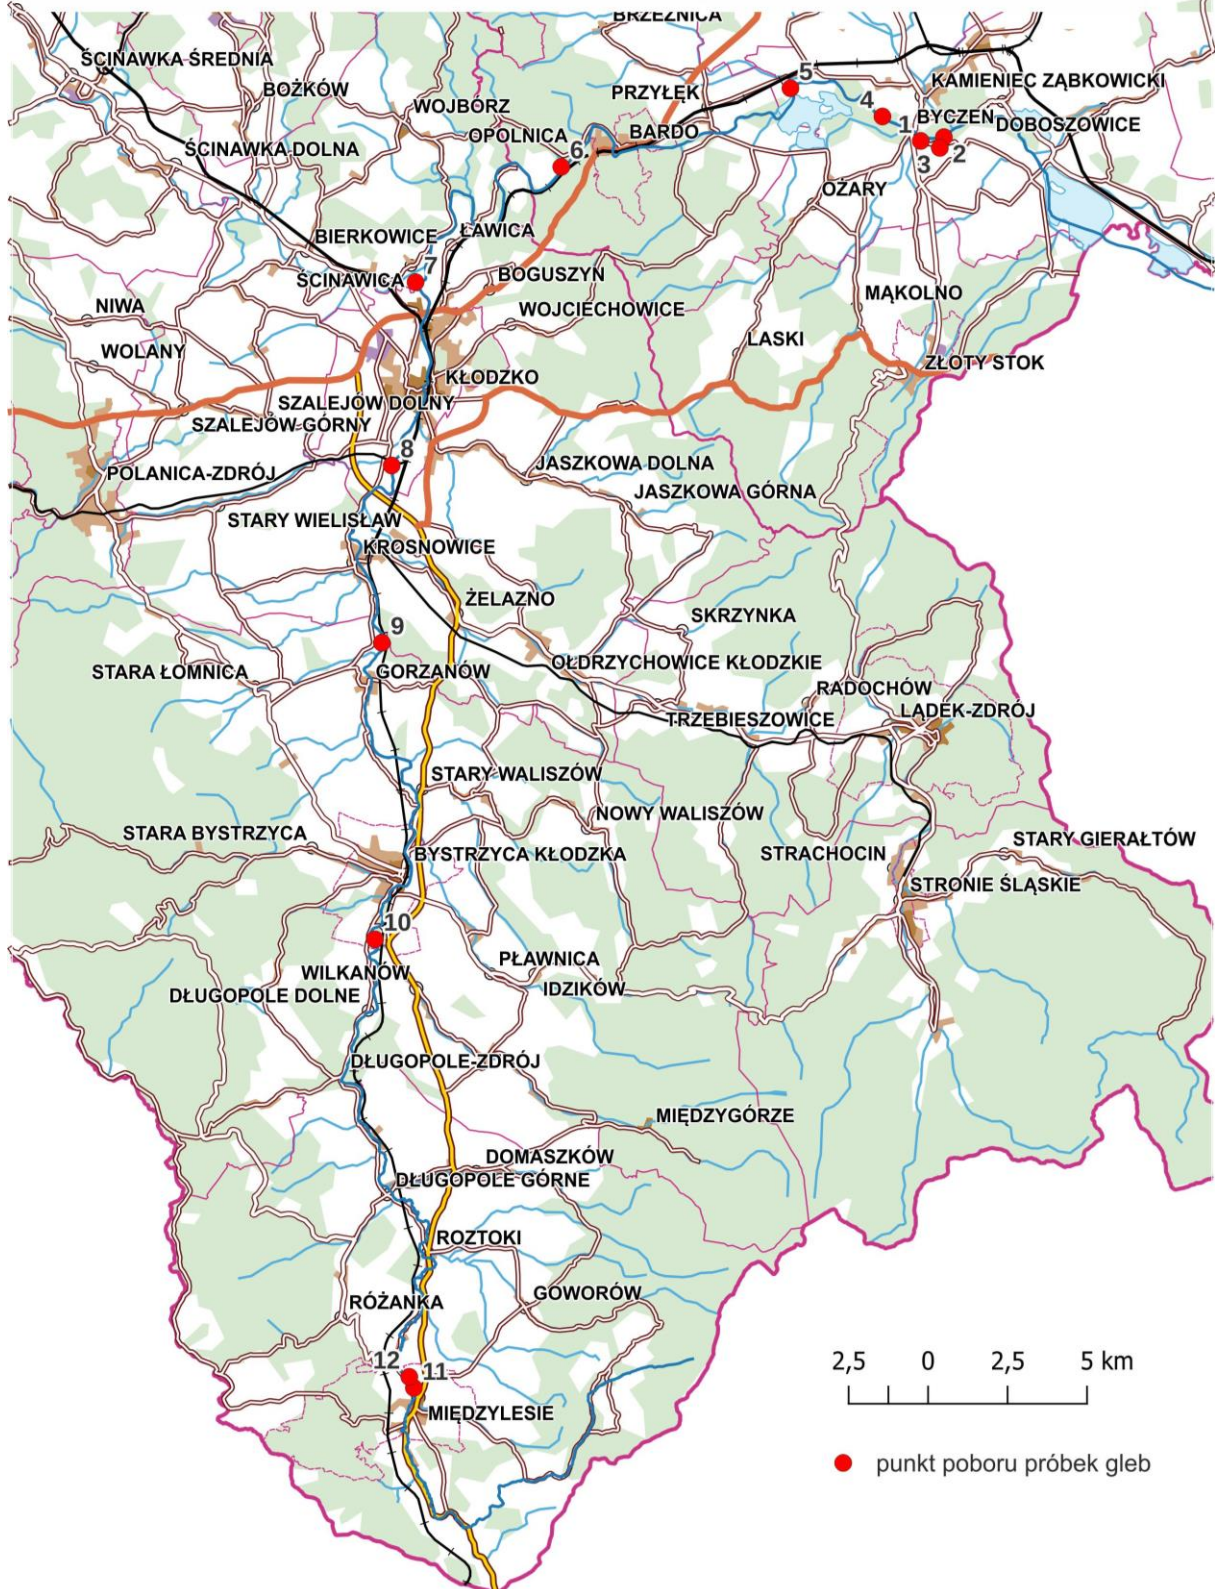 BRZEŹNICA
ŚCINAWKA ŚREDNIA
5
KAMIENIEC ZĄBKOWICKI
BOŻKÓW
PRZYŁĘK
WOJBÓRZ
4
BYCZEŃ
1
DOBOSZOWICE
OPOLNICA
BARDO
ŚCINAWKA DOLNA
6
3
2
OŻARY
BIERKOWICE
ŁAWICA
7
ŚCINAWICA
BOGUSZYN
NIWA
MĄKOLNO
WOJCIECHOWICE
WOLANY
LASKI
ZŁOTY STOK
KŁODZKO
SZALEJÓW DOLNY
SZALEJÓW GÓRNY
8
POLANICA-ZDRÓJ
JASZKOWA DOLNA
JASZKOWA GÓRNA
STARY WIELISŁAW
KROSNOWICE
ŻELAZNO
SKRZYNKA
9
STARA ŁOMNICA
GORZANÓW
OŁDRZYCHOWICE KŁODZKIE
RADOCHÓW
LĄDEK-ZDRÓJ
TRZEBIESZOWICE
STARY WALISZÓW
NOWY WALISZÓW
STARA BYSTRZYCA
STARY GIERAŁTÓW
BYSTRZYCA KŁODZKA
STRACHOCIN
STRONIE ŚLĄSKIE
10
PŁAWNICA
WILKANÓW
DŁUGOPOLE DOLNE
IDZIKÓW
DŁUGOPOLE-ZDRÓJ
MIĘDZYGÓRZE
DOMASZKÓW
DŁUGOPOLE GÓRNE
ROZTOKI
GOWORÓW
RÓŻANKA
12
11
MIĘDZYLESIE
2,5 0 2,5 5 km
punkt poboru próbek gleb